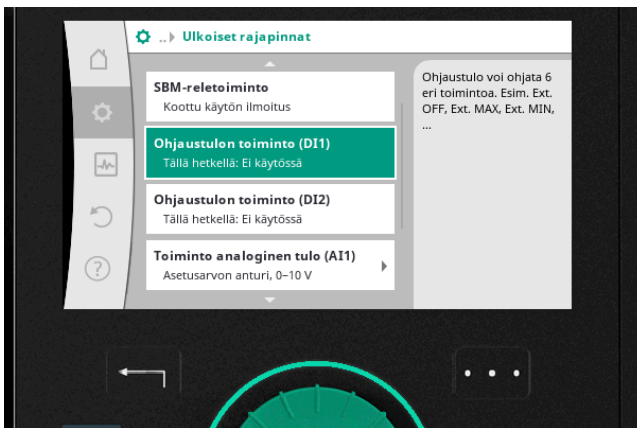 ..▸ Ulkoiset rajapinnat
SBM-reletoiminto
Koottu käytön ilmoitus
Ohjaustulon toiminto (DI1)
Tällä hetkellä: Ei käytössä
Ohjaustulon toiminto (DI2)
Tällä hetkellä: Ei käytössä
Toiminto analoginen tulo (AI1)
Asetusarvon anturi, 0–10 V
Ohjaustulo voi ohjata 6
eri toimintoa. Esim. Ext.
OFF, Ext. MAX, Ext. MIN,
...